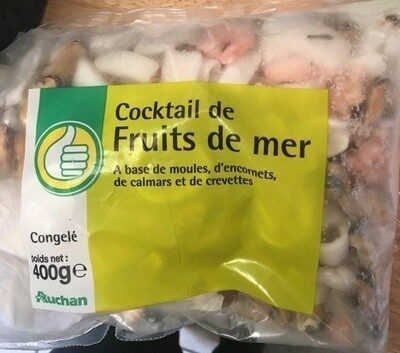 Cocktail de
Fruits de mer
A base de moules, d'encornets,
de calmars et de crevettes
Congelé
poids net :
400g e
Auchan